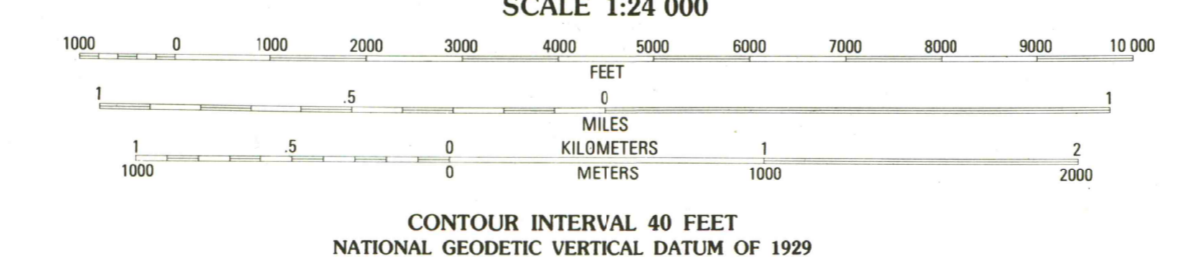 SCALE 1:24 000
1000 0 1000 2000 3000 4000 5000 6000 7000 8000 9000 10 000
FEET
1 .5 0 1
MILES
1 .5 0 KILOMETERS 1 2
1000 0 METERS 1000 2000
CONTOUR INTERVAL 40 FEET
NATIONAL GEODETIC VERTICAL DATUM OF 1929